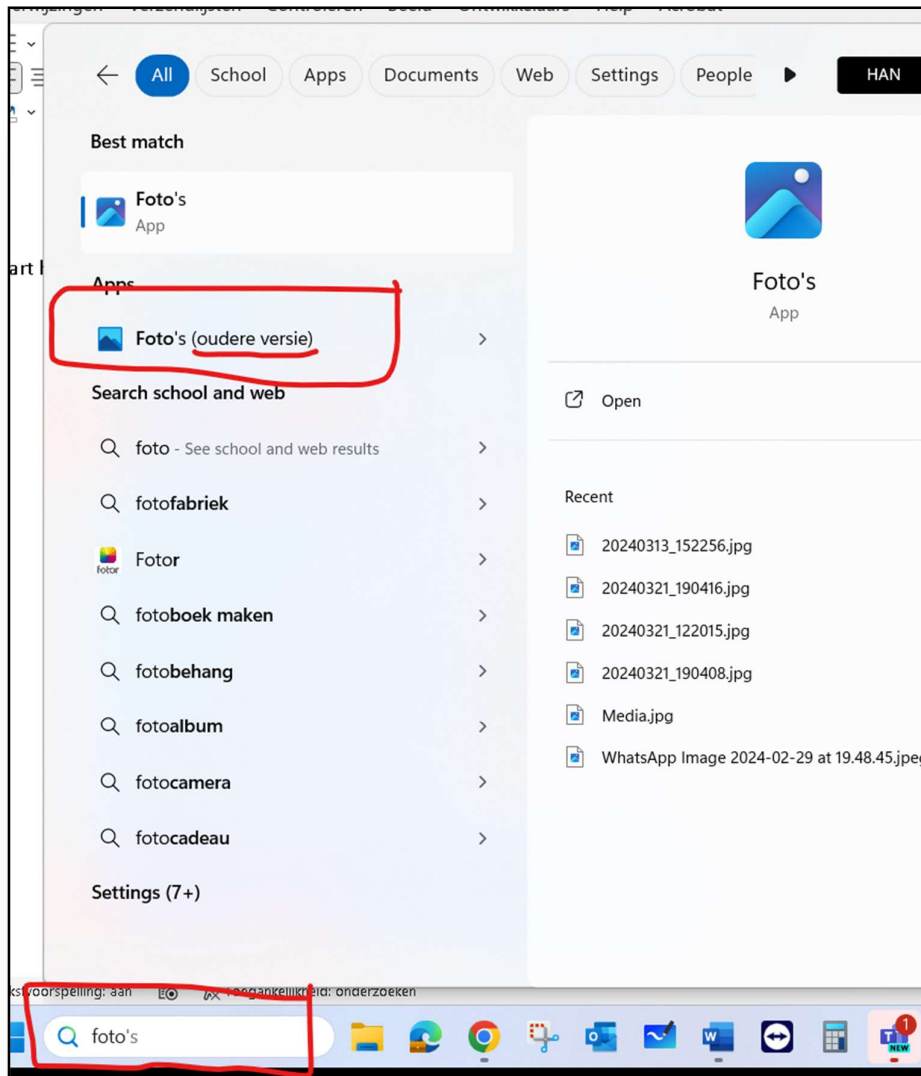 All School Apps Documents Web Settings People HAN
Best match
Foto's
App
Apps
Foto's (oudere versie)
Search school and web
foto - See school and web results
fotofabriek
fotor
Fotor
fotoboek maken
fotobehang
fotoalbum
fotocamera
fotocadeau
Settings (7+)
Foto's
App
Open
Recent
20240313_152256.jpg
20240321_190416.jpg
20240321_122015.jpg
20240321_190408.jpg
Media.jpg
WhatsApp Image 2024-02-29 at 19.48.45.jpeg
aan Toegankelijkheid: onderzoeken
foto's
1
NEW